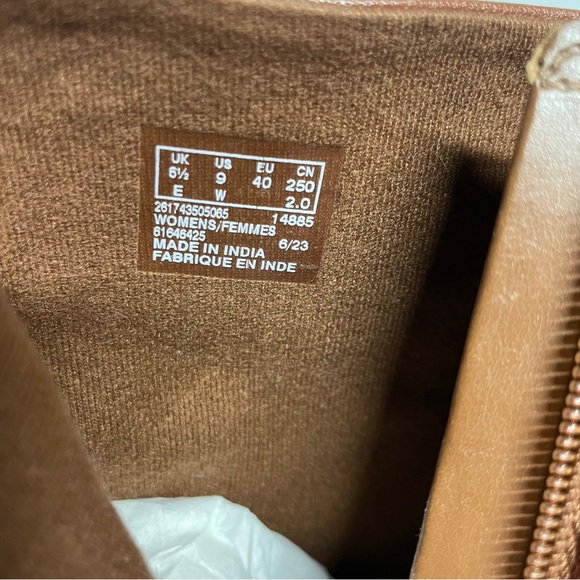 UK US EU CN
6½ 9 40 250
E W 2.0
261743505065 14885
WOMENS/FEMMES
61646425 6/23
MADE IN INDIA
FABRIQUE EN INDE